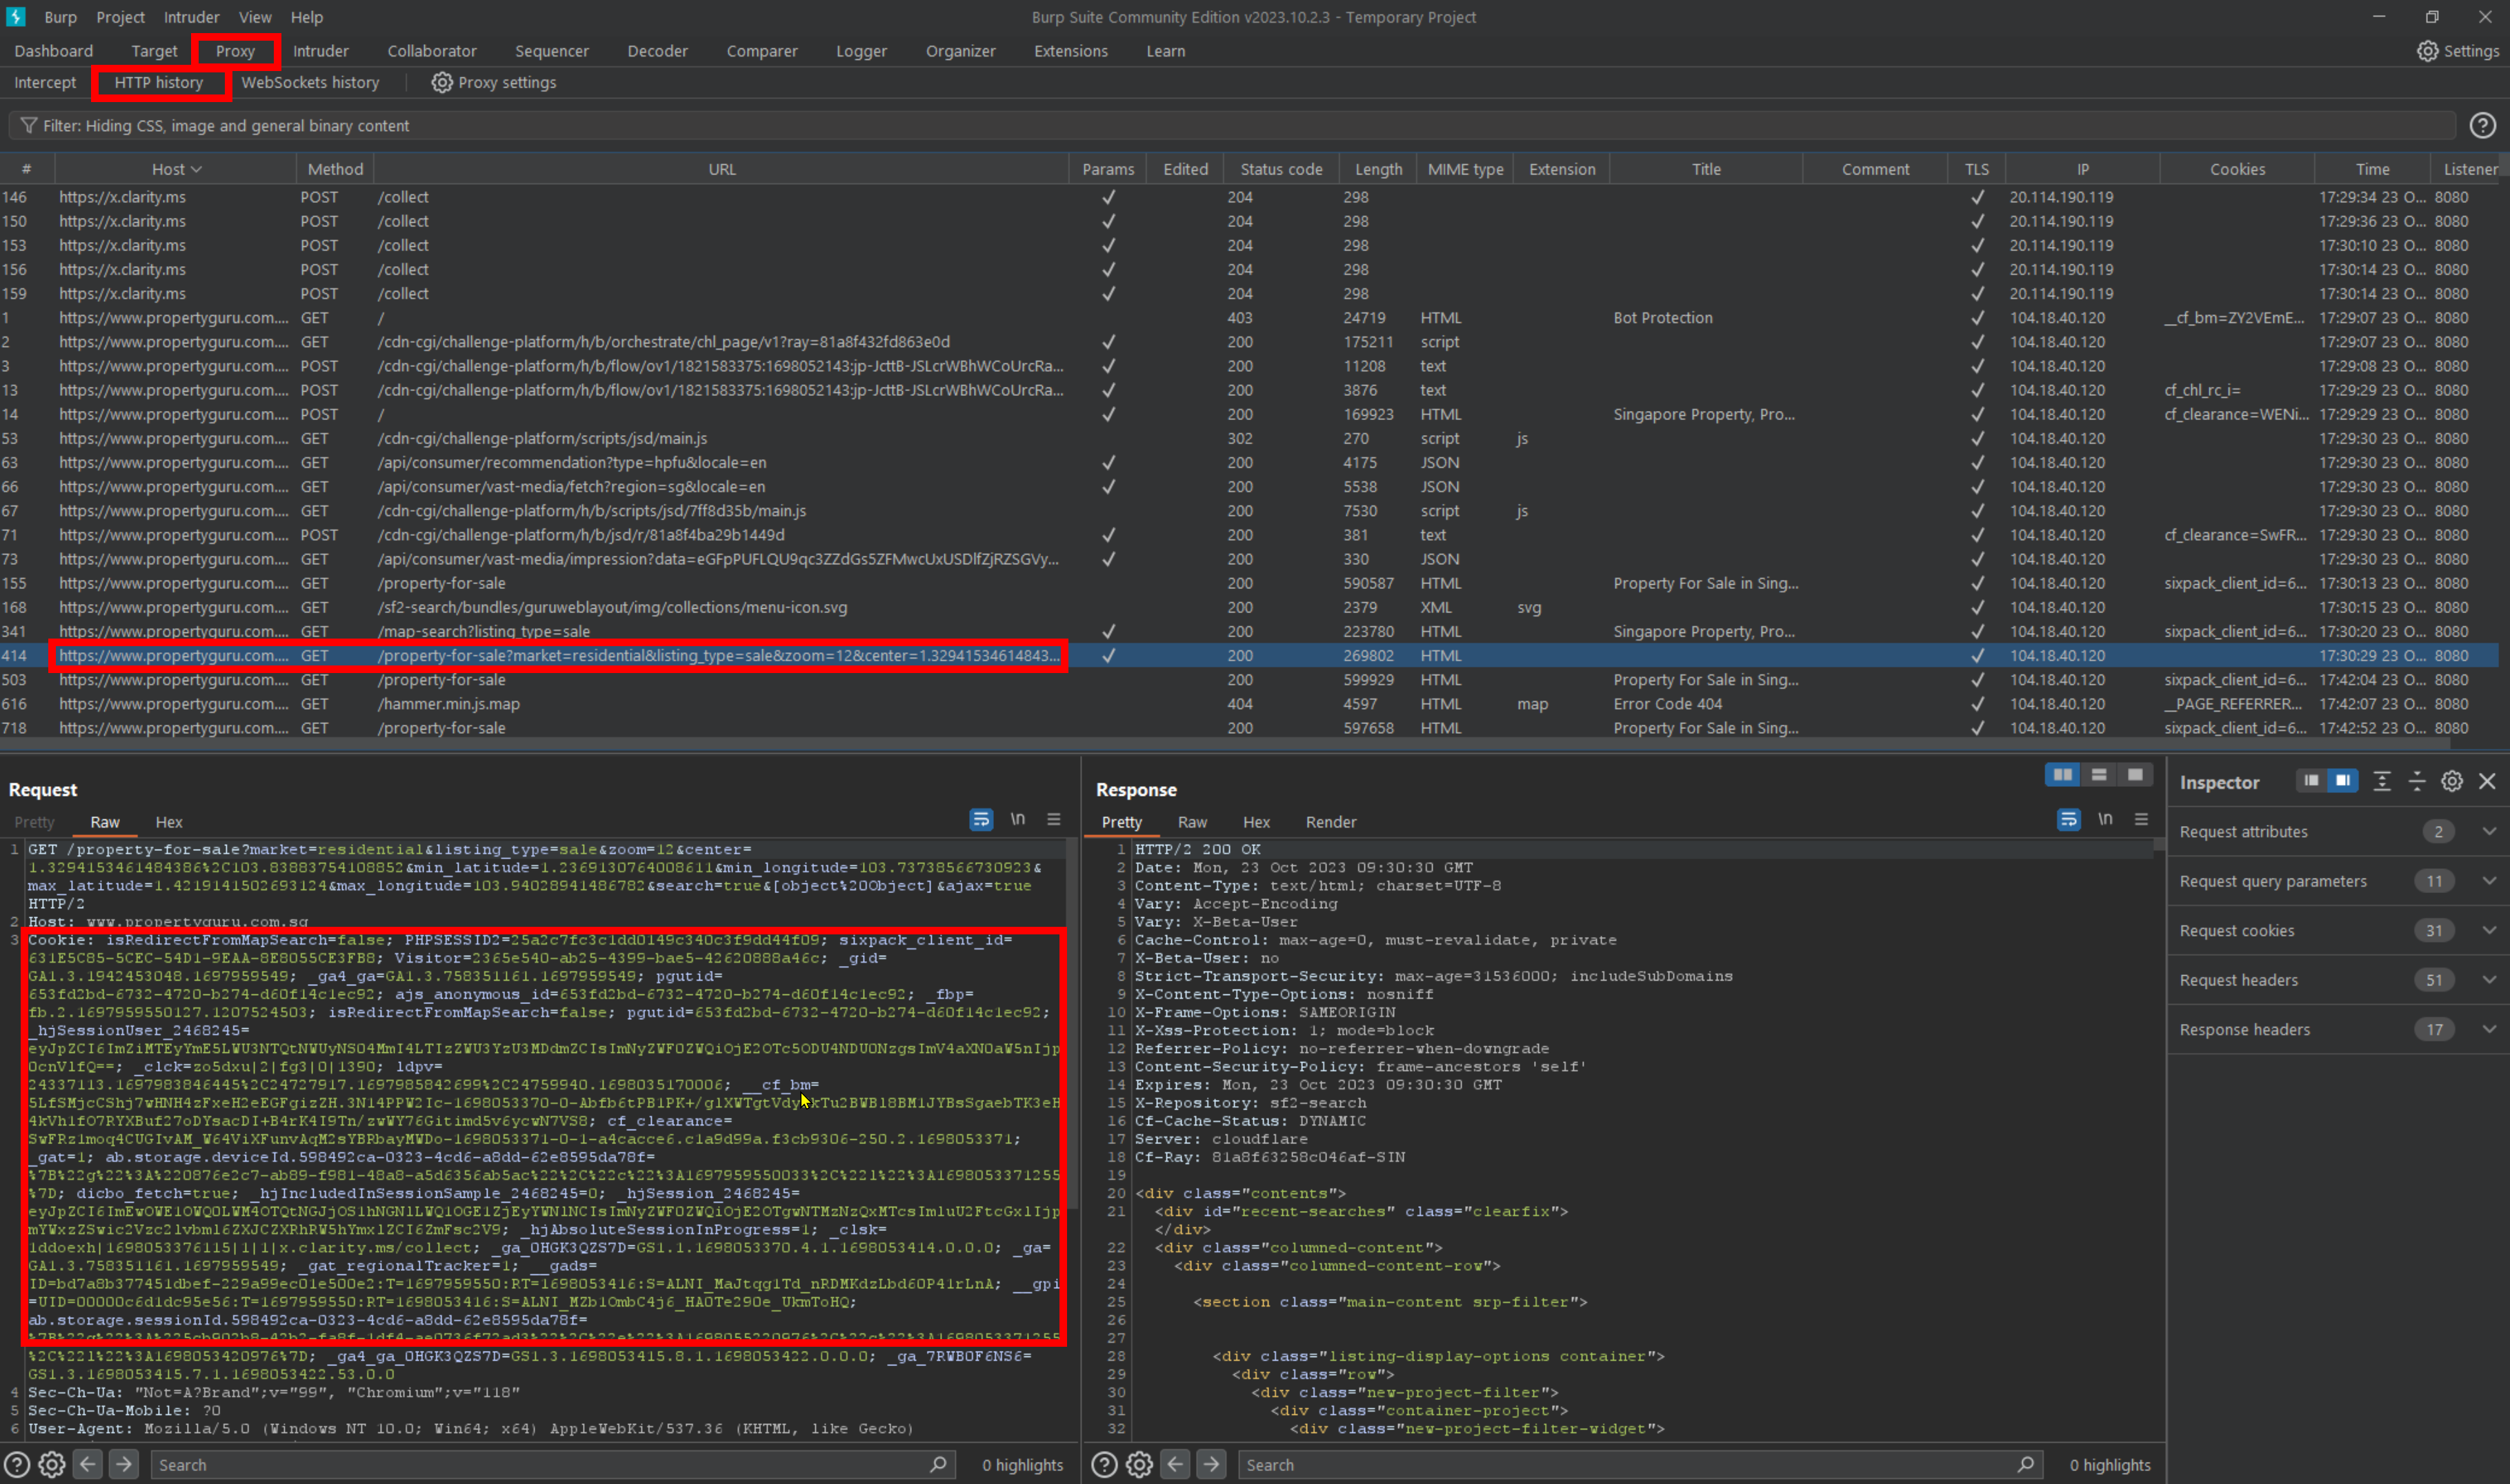 Burp Project Intruder View Help Burp Suite Community Edition v2023.10.2.3 - Temporary Project
Dashboard Target Proxy Intruder Collaborator Sequencer Decoder Comparer Logger Organizer Extensions Learn Settings
Intercept HTTP history WebSockets history Proxy settings
Filter: Hiding CSS, image and general binary content
# Host Method URL Params Edited Status code Length MIME type Extension Title Comment TLS IP Cookies Time Listener
146 https://x.clarity.ms POST /collect ✓ 204 298 ✓ 20.114.190.119 17:29:34 23 O... 8080
150 https://x.clarity.ms POST /collect ✓ 204 298 ✓ 20.114.190.119 17:29:36 23 O... 8080
153 https://x.clarity.ms POST /collect ✓ 204 298 ✓ 20.114.190.119 17:30:10 23 O... 8080
156 https://x.clarity.ms POST /collect ✓ 204 298 ✓ 20.114.190.119 17:30:14 23 O... 8080
159 https://x.clarity.ms POST /collect ✓ 204 298 ✓ 20.114.190.119 17:30:14 23 O... 8080
1 https://www.propertyguru.com.... GET / 403 24719 HTML Bot Protection ✓ 104.18.40.120 __cf_bm=ZY2VEmE... 17:29:07 23 O... 8080
2 https://www.propertyguru.com.... GET /cdn-cgi/challenge-platform/h/b/orchestrate/chl_page/v1?ray=81a8f432fd863e0d ✓ 200 175211 script ✓ 104.18.40.120 17:29:07 23 O... 8080
3 https://www.propertyguru.com.... POST /cdn-cgi/challenge-platform/h/b/flow/ov1/1821583375:1698052143:jp-JcttB-JSLcrWBhWCoUrcRa... ✓ 200 11208 text ✓ 104.18.40.120 17:29:08 23 O... 8080
13 https://www.propertyguru.com.... POST /cdn-cgi/challenge-platform/h/b/flow/ov1/1821583375:1698052143:jp-JcttB-JSLcrWBhWCoUrcRa... ✓ 200 3876 text ✓ 104.18.40.120 cf_chl_rc_i= 17:29:29 23 O... 8080
14 https://www.propertyguru.com.... POST / ✓ 200 169923 HTML Singapore Property, Pro... ✓ 104.18.40.120 cf_clearance=WENi... 17:29:29 23 O... 8080
53 https://www.propertyguru.com.... GET /cdn-cgi/challenge-platform/scripts/jsd/main.js 302 270 script js ✓ 104.18.40.120 17:29:30 23 O... 8080
63 https://www.propertyguru.com.... GET /api/consumer/recommendation?type=hpfu&locale=en ✓ 200 4175 JSON ✓ 104.18.40.120 17:29:30 23 O... 8080
66 https://www.propertyguru.com.... GET /api/consumer/vast-media/fetch?region=sg&locale=en ✓ 200 5538 JSON ✓ 104.18.40.120 17:29:30 23 O... 8080
67 https://www.propertyguru.com.... GET /cdn-cgi/challenge-platform/h/b/scripts/jsd/7ff8d35b/main.js 200 7530 script js ✓ 104.18.40.120 17:29:30 23 O... 8080
71 https://www.propertyguru.com.... POST /cdn-cgi/challenge-platform/h/b/jsd/r/81a8f4ba29b1449d ✓ 200 381 text ✓ 104.18.40.120 cf_clearance=SwFR... 17:29:30 23 O... 8080
73 https://www.propertyguru.com.... GET /api/consumer/vast-media/impression?data=eGFpPUFLQU9qc3ZZdGs5ZFMwcUxUSDlfZjRZSGVy... ✓ 200 330 JSON ✓ 104.18.40.120 17:29:30 23 O... 8080
155 https://www.propertyguru.com.... GET /property-for-sale 200 590587 HTML Property For Sale in Sing... ✓ 104.18.40.120 sixpack_client_id=6... 17:30:13 23 O... 8080
168 https://www.propertyguru.com.... GET /sf2-search/bundles/guruweblayout/img/collections/menu-icon.svg 200 2379 XML svg ✓ 104.18.40.120 17:30:15 23 O... 8080
341 https://www.propertyguru.com.... GET /map-search?listing_type=sale ✓ 200 223780 HTML Singapore Property, Pro... ✓ 104.18.40.120 sixpack_client_id=6... 17:30:20 23 O... 8080
414 https://www.propertyguru.com.... GET /property-for-sale?market=residential&listing_type=sale&zoom=12&center=1.32941534614843... ✓ 200 269802 HTML ✓ 104.18.40.120 17:30:29 23 O... 8080
503 https://www.propertyguru.com.... GET /property-for-sale 200 599929 HTML Property For Sale in Sing... ✓ 104.18.40.120 sixpack_client_id=6... 17:42:04 23 O... 8080
616 https://www.propertyguru.com.... GET /hammer.min.js.map 404 4597 HTML map Error Code 404 ✓ 104.18.40.120 __PAGE_REFERRER... 17:42:07 23 O... 8080
718 https://www.propertyguru.com.... GET /property-for-sale 200 597658 HTML Property For Sale in Sing... ✓ 104.18.40.120 sixpack_client_id=6... 17:42:52 23 O... 8080
Request
Pretty Raw Hex \n
1 GET /property-for-sale?market=residential&listing_type=sale&zoom=12&center=
1.3294153461484386%2C103.83883754108852&min_latitude=1.2369130764008611&min_longitude=103.73738566730923&
max_latitude=1.4219141502693124&max_longitude=103.94028941486782&search=true&[object%20Object]&ajax=true
HTTP/2
2 Host: www.propertyguru.com.sg
3 Cookie: isRedirectFromMapSearch=false; PHPSESSID2=25a2c7fc3c1dd0149c340c3f9dd44f09; sixpack_client_id=
631E5C85-5CEC-54D1-9EAA-8E8055CE3FB8; Visitor=2365e540-ab25-4399-bae5-42620888a46c; _gid=
GA1.3.1942453048.1697959549; _ga4_ga=GA1.3.758351161.1697959549; pgutid=
653fd2bd-6732-4720-b274-d60f14c1ec92; ajs_anonymous_id=653fd2bd-6732-4720-b274-d60f14c1ec92; _fbp=
fb.2.1697959550127.1207524503; isRedirectFromMapSearch=false; pgutid=653fd2bd-6732-4720-b274-d60f14c1ec92;
_hjSessionUser_2468245=
eyJpZCI6ImZiMTEyYmE5LWU3NTQtNWUyNS04MmI4LTIzZWU3YzU3MDdmZCIsImNyZWF0ZWQiOjE2OTc5ODU4NDU0NzgsImV4aXN0aW5nIjp
0cnVlfQ==; _clck=zo5dxu|2|fg3|0|1390; ldpv=
24337113.1697983846445%2C24727917.1697985842699%2C24759940.1698035170006; __cf_bm=
4kVh1fO7RYXBuf27oDYsacDI+B4rK4I9Tn/zwWY76Gitimd5v6ycwN7VS8; cf_clearance=
SwFRz1moq4CUGIvAM_W64ViXFunvAqM2sYBRbayMWDo-1698053371-0-1-a4cacce6.c1a9d99a.f3cb9306-250.2.1698053371;
_gat=1; ab.storage.deviceId.598492ca-0323-4cd6-a8dd-62e8595da78f=
%7B%22g%22%3A%220876e2c7-ab89-f981-48a8-a5d6356ab5ac%22%2C%22c%22%3A1697959550033%2C%22l%22%3A1698053371255
%7D; dicbo_fetch=true; _hjIncludedInSessionSample_2468245=0; _hjSession_2468245=
eyJpZCI6ImEwOWE1OWQ0LWM4OTQtNGJjOS1hNGN1LWQ1OGE1ZjEyYWN1NCIsImNyZWF0ZWQiOjE2OTgwNTMzNzQxMTcsImluU2FtcGxlIjp
mYWxzZSwic2Vzc2lvbml6ZXJCZXRhRW5hYmxlZCI6ZmFsc2V9; _hjAbsoluteSessionInProgress=1; _clsk=
1ddoexh|1698053376115|1|1|x.clarity.ms/collect; _ga_0HGK3QZS7D=GS1.1.1698053370.4.1.1698053414.0.0.0; _ga=
GA1.3.758351161.1697959549; _gat_regionalTracker=1; __gads=
ID=bd7a8b377451dbef-229a99ec01e500e2:T=1697959550:RT=1698053416:S=ALNI_MaJtqg1Td_nRDMKdzLbd60P41rLnA; __gpi
=UID=00000c6d1dc95e56:T=1697959550:RT=1698053416:S=ALNI_MZb1OmbC4j6_HA0Te290e_UkmToHQ;
ab.storage.sessionId.598492ca-0323-4cd6-a8dd-62e8595da78f=
%2C%22l%22%3A1698053420976%7D; _ga4_ga_0HGK3QZS7D=GS1.3.1698053415.8.1.1698053422.0.0.0; _ga_7RWB0F6NS6=
GS1.3.1698053415.7.1.1698053422.53.0.0
4 Sec-Ch-Ua: "Not=A?Brand";v="99", "Chromium";v="118"
5 Sec-Ch-Ua-Mobile: ?0
6 User-Agent: Mozilla/5.0 (Windows NT 10.0; Win64; x64) AppleWebKit/537.36 (KHTML, like Gecko)
Search 0 highlights
Response
Pretty Raw Hex Render \n
1 HTTP/2 200 OK
2 Date: Mon, 23 Oct 2023 09:30:30 GMT
3 Content-Type: text/html; charset=UTF-8
4 Vary: Accept-Encoding
5 Vary: X-Beta-User
6 Cache-Control: max-age=0, must-revalidate, private
7 X-Beta-User: no
8 Strict-Transport-Security: max-age=31536000; includeSubDomains
9 X-Content-Type-Options: nosniff
10 X-Frame-Options: SAMEORIGIN
11 X-Xss-Protection: 1; mode=block
12 Referrer-Policy: no-referrer-when-downgrade
13 Content-Security-Policy: frame-ancestors 'self'
14 Expires: Mon, 23 Oct 2023 09:30:30 GMT
15 X-Repository: sf2-search
16 Cf-Cache-Status: DYNAMIC
17 Server: cloudflare
18 Cf-Ray: 81a8f63258c046af-SIN
19
20 <div class="contents">
21 <div id="recent-searches" class="clearfix">
</div>
22 <div class="columned-content">
23 <div class="columned-content-row">
24
25 <section class="main-content srp-filter">
26
27
28 <div class="listing-display-options container">
29 <div class="row">
30 <div class="new-project-filter">
31 <div class="container-project">
32 <div class="new-project-filter-widget">
Search 0 highlights
Inspector
Request attributes 2
Request query parameters 11
Request cookies 31
Request headers 51
Response headers 17